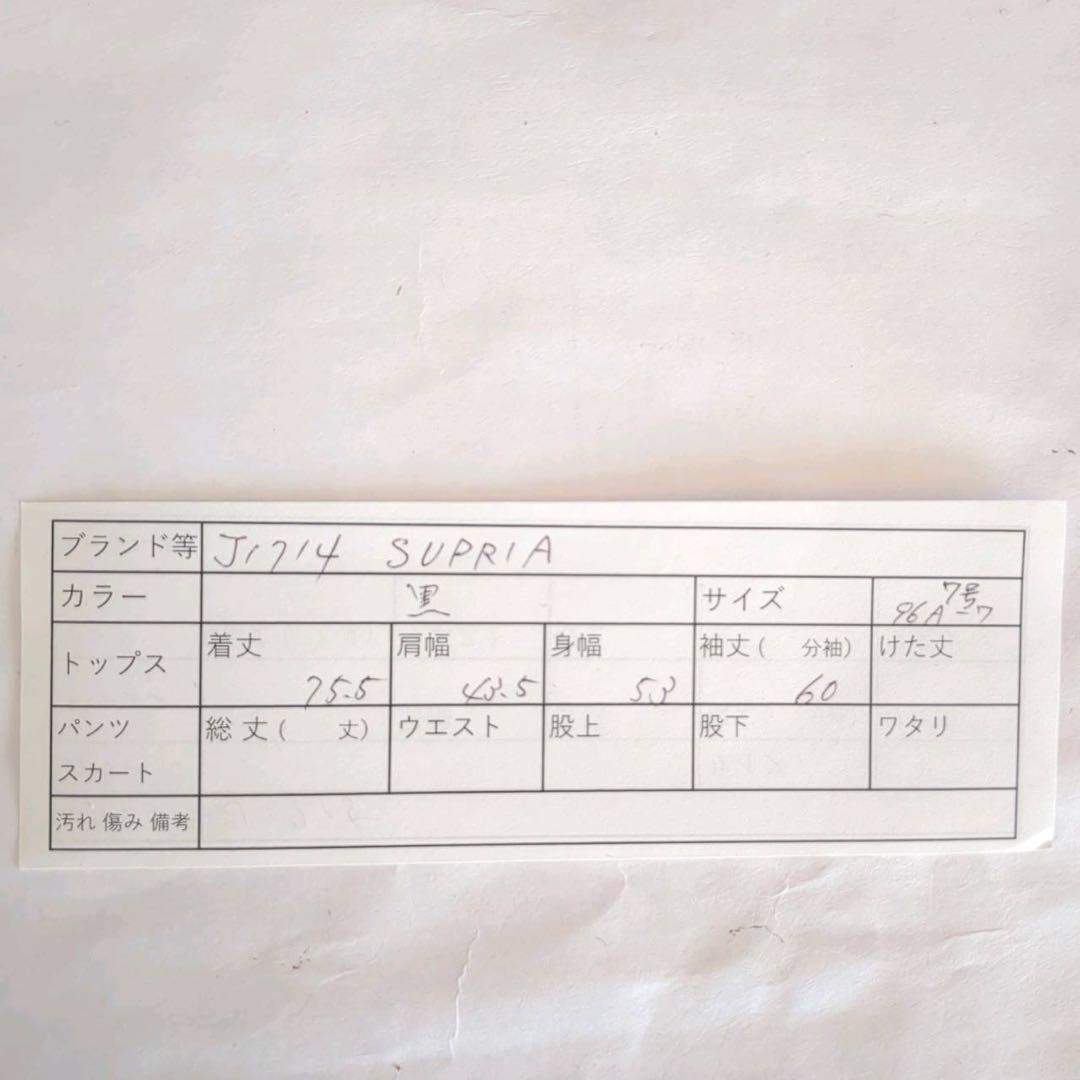 ブランド等 J1714 SUPRIA
カラー 黒 サイズ 7号
96A-7
トップス 着丈 肩幅 身幅 袖丈( 分袖) けた丈
75.5 43.5 53 60
パンツ 総丈( 丈) ウエスト 股上 股下 ワタリ
スカート
汚れ 傷み 備考